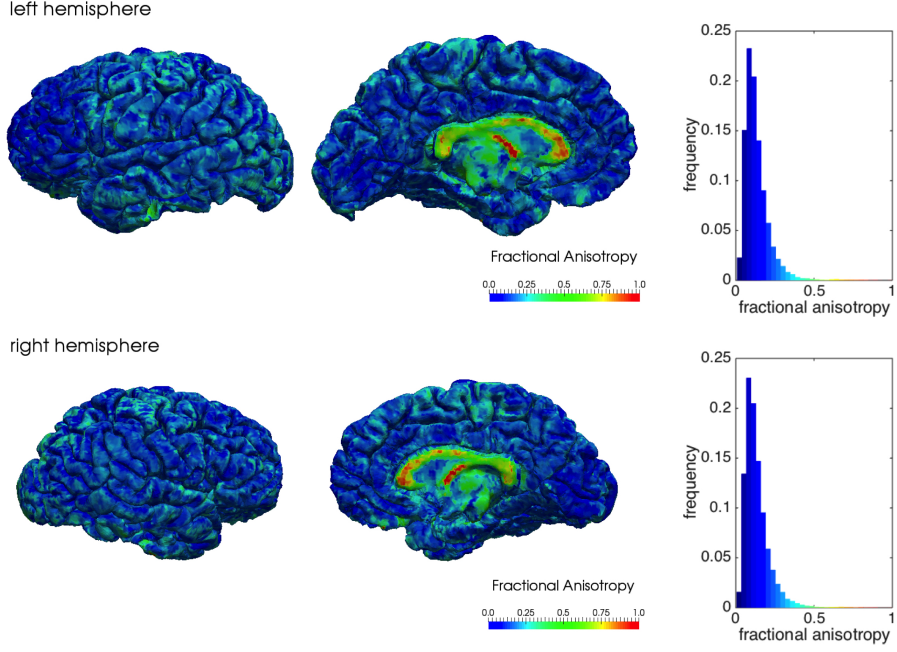 left hemisphere
0.25
0.2
0.15
0.1
0.05
0
frequency
0 0.5 1
fractional anisotropy
Fractional Anisotropy
0.0 0.25 0.5 0.75 1.0
right hemisphere
0.25
0.2
0.15
0.1
0.05
0
frequency
0 0.5 1
fractional anisotropy
Fractional Anisotropy
0.0 0.25 0.5 0.75 1.0